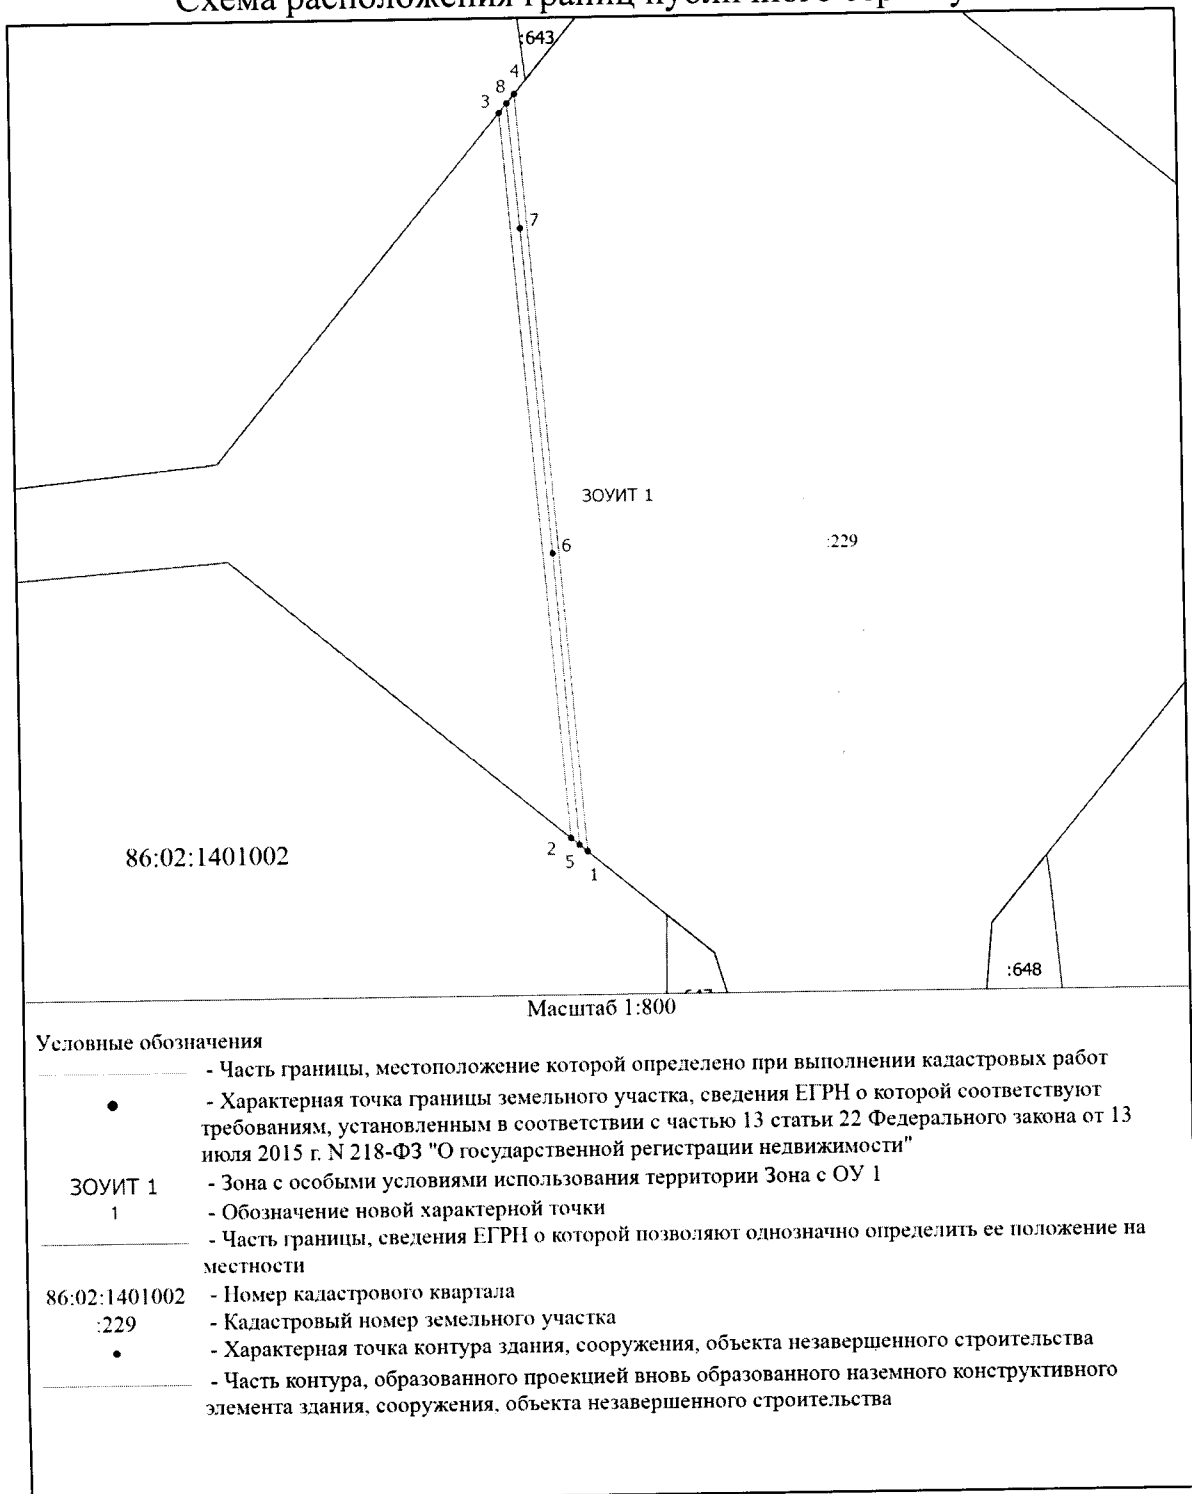 Схема расположения границ публичного
:643
4
8
3
7
ЗОУИТ 1
6
:229
2
5
1
86:02:1401002
:648
Масштаб 1:800
Условные обозначения
- Часть границы, местоположение которой определено при выполнении кадастровых работ
- Характерная точка границы земельного участка, сведения ЕГРН о которой соответствуют
требованиям, установленным в соответствии с частью 13 статьи 22 Федерального закона от 13
июля 2015 г. N 218-ФЗ "О государственной регистрации недвижимости"
ЗОУИТ 1 - Зона с особыми условиями использования территории Зона с ОУ 1
1 - Обозначение новой характерной точки
- Часть границы, сведения ЕГРН о которой позволяют однозначно определить ее положение на
местности
86:02:1401002 - Номер кадастрового квартала
:229 - Кадастровый номер земельного участка
- Характерная точка контура здания, сооружения, объекта незавершенного строительства
- Часть контура, образованного проекцией вновь образованного наземного конструктивного
элемента здания, сооружения, объекта незавершенного строительства